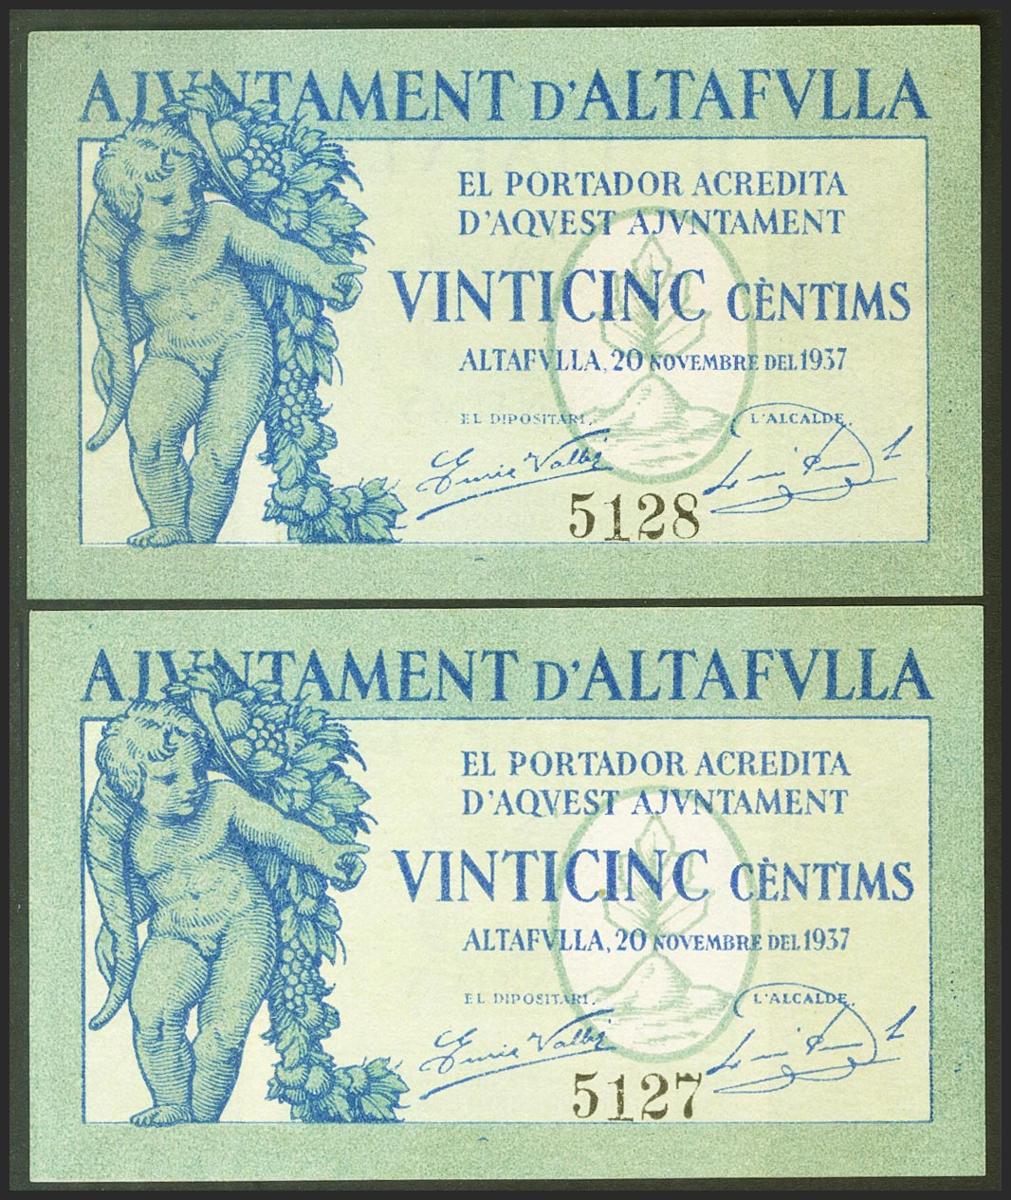 AJVNTAMENT D'ALTAFVLLA
EL PORTADOR ACREDITA
D'AQVEST AJVNTAMENT
VINTICINC CÈNTIMS
ALTAFVLLA, 20 NOVEMBRE DEL 1937
EL DIPOSITARI. L'ALCALDE.
5128
AJVNTAMENT D'ALTAFVLLA
EL PORTADOR ACREDITA
D'AQVEST AJVNTAMENT
VINTICINC CÈNTIMS
ALTAFVLLA, 20 NOVEMBRE DEL 1937
EL DIPOSITARI. L'ALCALDE.
5127